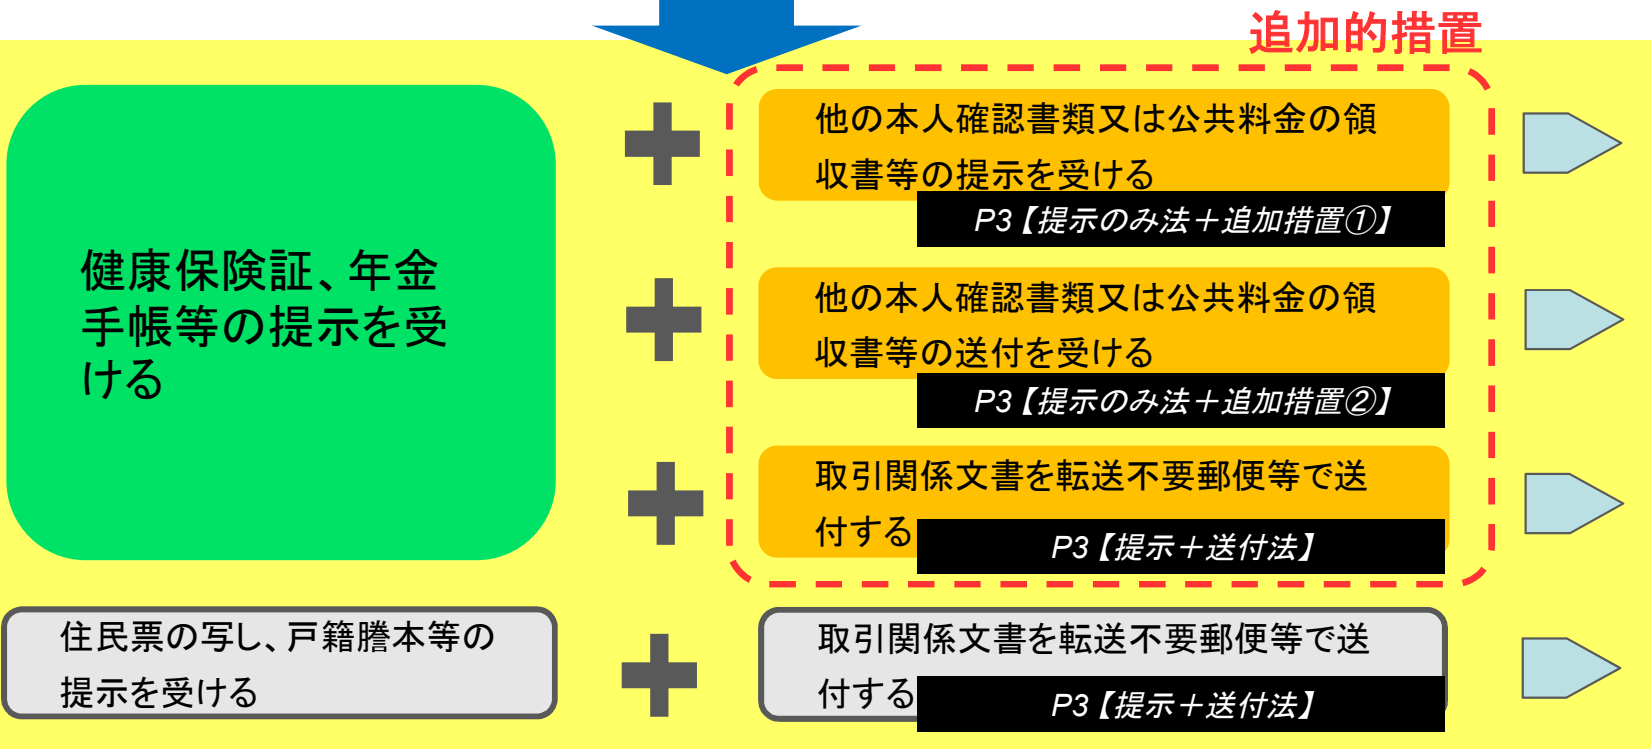 追加的措置
健康保険証、年金
手帳等の提示を受
ける
他の本人確認書類又は公共料金の領
収書等の提示を受ける
P3【提示のみ法＋追加措置①】
他の本人確認書類又は公共料金の領
収書等の送付を受ける
P3【提示のみ法＋追加措置②】
取引関係文書を転送不要郵便等で送
付する
P3【提示＋送付法】
住民票の写し、戸籍謄本等の
提示を受ける
取引関係文書を転送不要郵便等で送
付する
P3【提示＋送付法】